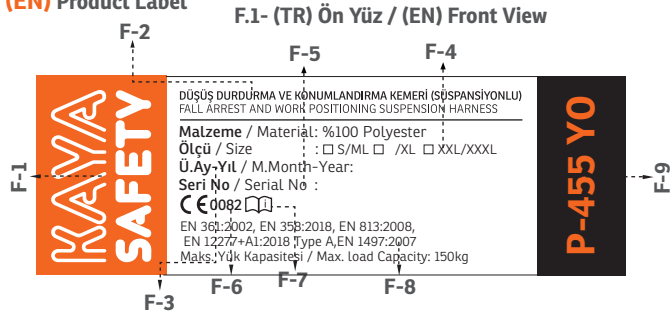 (EN) Product Label
F.1- (TR) Ön Yüz / (EN) Front View
F-2
F-5
F-4
F-1
KAYA
SAFETY
DÜŞÜŞ DURDURMA VE KONUMLANDIRMA KEMERİ (SÜSPANSİYONLU)
FALL ARREST AND WORK POSITIONING SUSPENSION HARNESS
Malzeme / Material: %100 Polyester
Ölçü / Size : □ S/ML □ /XL □ XXL/XXXL
Ü.Ay-Yıl / M.Month-Year:
Seri No / Serial No :
CE 0082 i
EN 361:2002, EN 358:2018, EN 813:2008,
EN 12277+A1:2018 Type A,EN 1497:2007
Maks. Yük Kapasitesi / Max. load Capacity: 150kg
P-455 YO
F-9
F-3
F-6
F-7
F-8